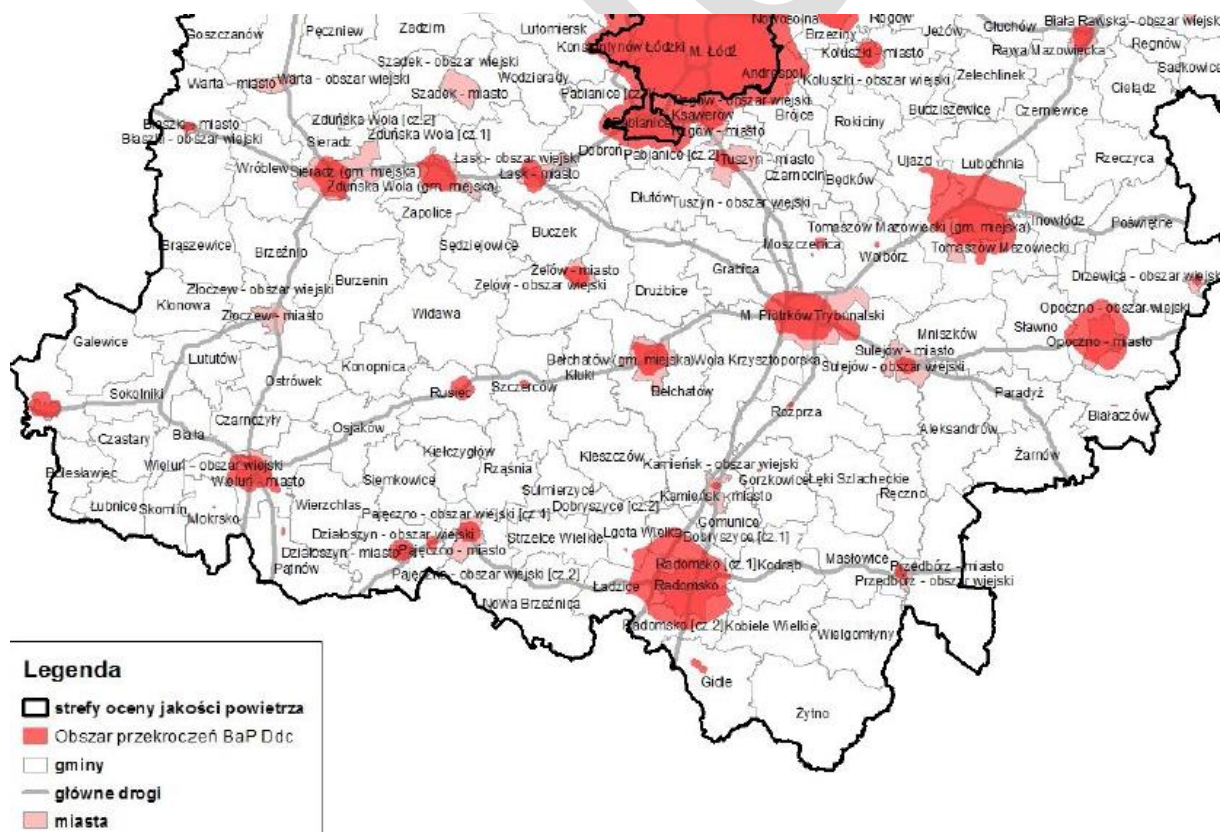 Goszczanów
Pęczniew
Zadzim
Lutomiersk
Nowosolna
Rogów
Głuchów
Biała Rawska - obszar wiejski
Konstantynów Łódzki
M. Łódź
Brzeziny
Jeżów
Rawa Mazowiecka
Regnów
Koluszki - miasto
Szadek - obszar wiejski
Wodzierady
Andrespol
Koluszki - obszar wiejski
Żelechlinek
Sadkowice
Warta - miasto
Warta - obszar wiejski
Szadek - miasto
Cielądz
Ksawerów
Brójce
Budziszewice
Czerniewice
Rokiciny
Błaszki - miasto
Błaszki - obszar wiejski
Zduńska Wola [cz.2]
Zduńska Wola [cz.1]
Sieradz
Dobroń
Pabianice [cz.2]
Tuszyn - miasto
Ujazd
Lubochnia
Rzeczyca
Wróblew
Sieradz (gm. miejska)
Łask - obszar wiejski
Łask - miasto
Zduńska Wola (gm. miejska)
Czarnocin
Będków
Dłutów
Tuszyn - obszar wiejski
Zapolice
Buczek
Inowłódz
Poświętne
Tomaszów Mazowiecki (gm. miejska)
Tomaszów Mazowiecki
Moszczenica
Wolbórz
Brąszewice
Brzeźnio
Sędziejowice
Grabica
Żelów - miasto
Zelów - obszar wiejski
Drużbice
Drzewica - obszar wiejski
Burzenin
Złoczew - obszar wiejski
Klonowa
Złoczew - miasto
Widawa
M. Piotrków Trybunalski
Opoczno - obszar wiejski
Opoczno - miasto
Sławno
Mniszków
Galewice
Lututów
Sulejów - miasto
Sulejów - obszar wiejski
Bełchatów (gm. miejska)
Wola Krzysztoporska
Kluki
Konopnica
Ostrówek
Sokolniki
Rusiec
Szczerców
Bełchatów
Paradyż
Białaczów
Rozprza
Czarnożyły
Osjaków
Aleksandrów
Czastary
Biała
Żarnów
Kiełczygłów
Kleszczów
Kamieńsk - obszar wiejski
Bolesławiec
Wieluń - obszar wiejski
Wieluń - miasto
Rząśnia
Siemkowice
Gorzkowice
Łęki Szlacheckie
Ręczno
Sulmierzyce
Kamieńsk - miasto
Łubnice
Skomlin
Mokrsko
Wierzchlas
Dobryszyce [cz.2]
Pajęczno - obszar wiejski [cz.1]
Gomunice
Działoszyn - obszar wiejski
Strzelce Wielkie
Lgota Wielka
Dobryszyce [cz.1]
Działoszyn - miasto
Pajęczno - miasto
Masłowice
Radomsko [cz.1]
Kodrąb
Przedbórz - miasto
Przedbórz - obszar wiejski
Pątnów
Pajęczno - obszar wiejski [cz.2]
Ładzice
Radomsko
Nowa Brzeźnica
Radomsko [cz.2]
Kobiele Wielkie
Wielgomłyny
Gidle
Żytno
Legenda
strefy oceny jakości powietrza
Obszar przekroczeń BaP Ddc
gminy
główne drogi
miasta